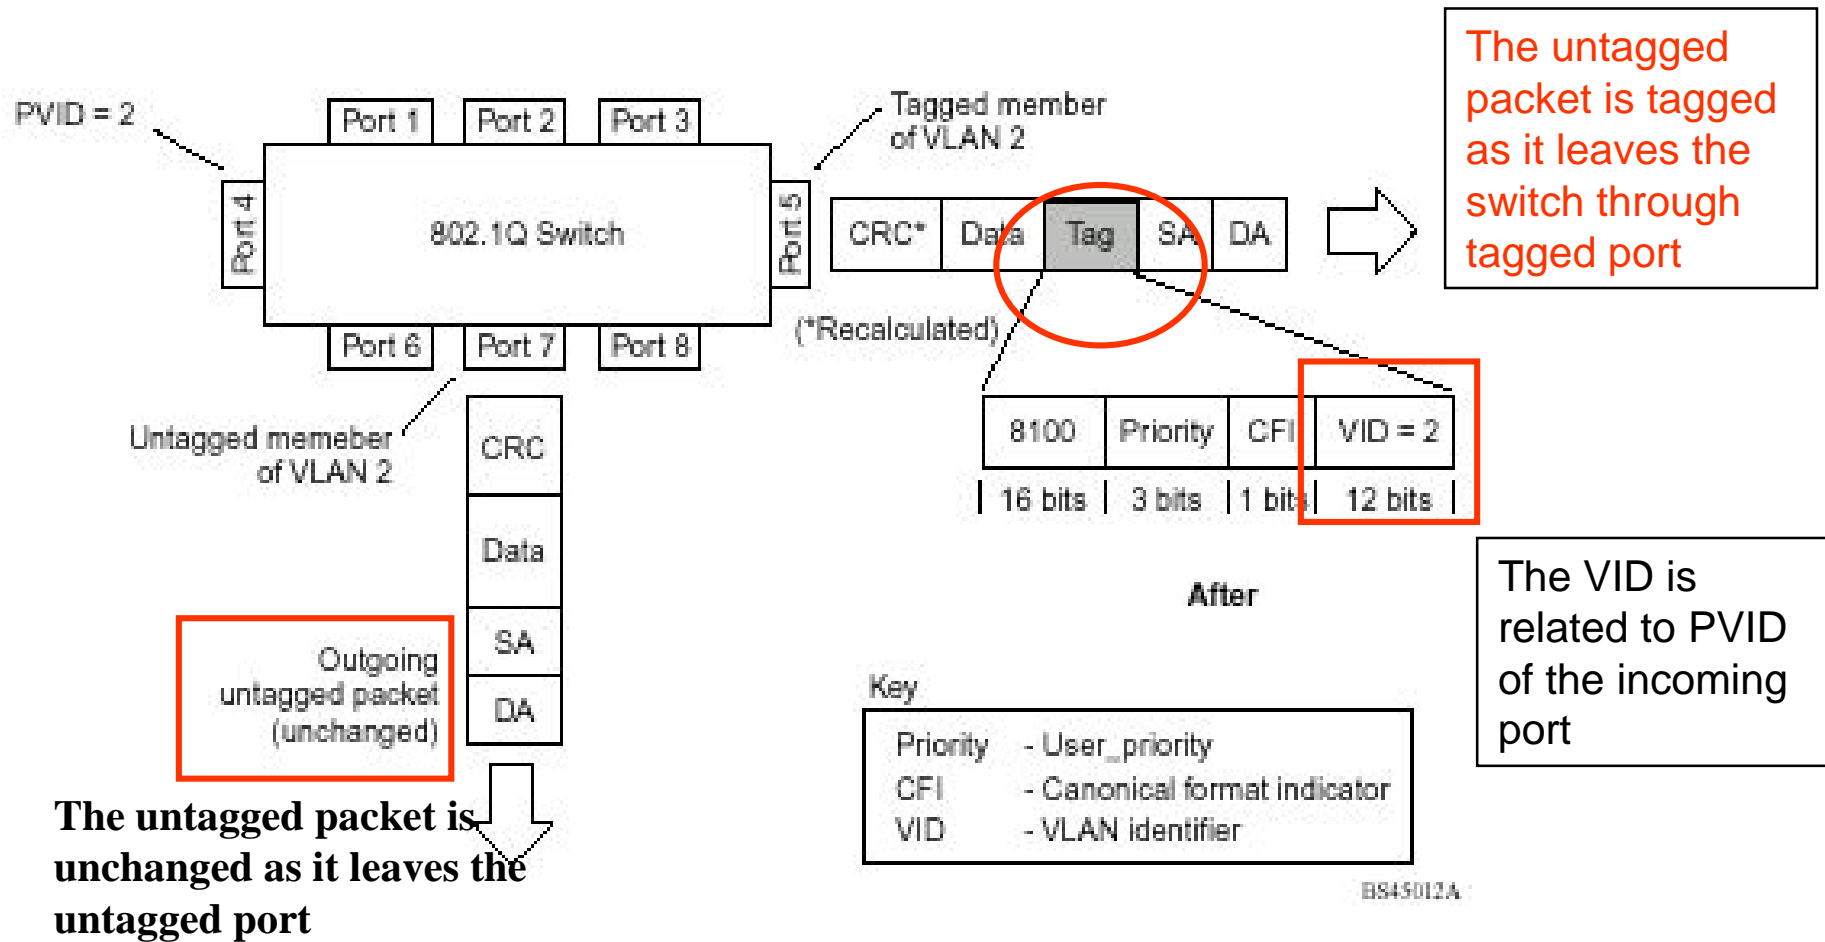 The untagged
packet is tagged
as it leaves the
switch through
tagged port
PVID = 2
Port 1
Port 2
Port 3
Tagged member
of VLAN 2
Port 4
802.1Q Switch
Port 5
CRC*
Data
Tag
SA
DA
(*Recalculated)
Port 6
Port 7
Port 8
Untagged memeber
of VLAN 2
8100
Priority
CFI
VID = 2
16 bits
3 bits
1 bits
12 bits
CRC
Data
SA
DA
After
The VID is
related to PVID
of the incoming
port
Outgoing
untagged packet
(unchanged)
Key
Priority - User_priority
CFI - Canonical format indicator
VID - VLAN identifier
BS45012A
The untagged packet is
unchanged as it leaves the
untagged port